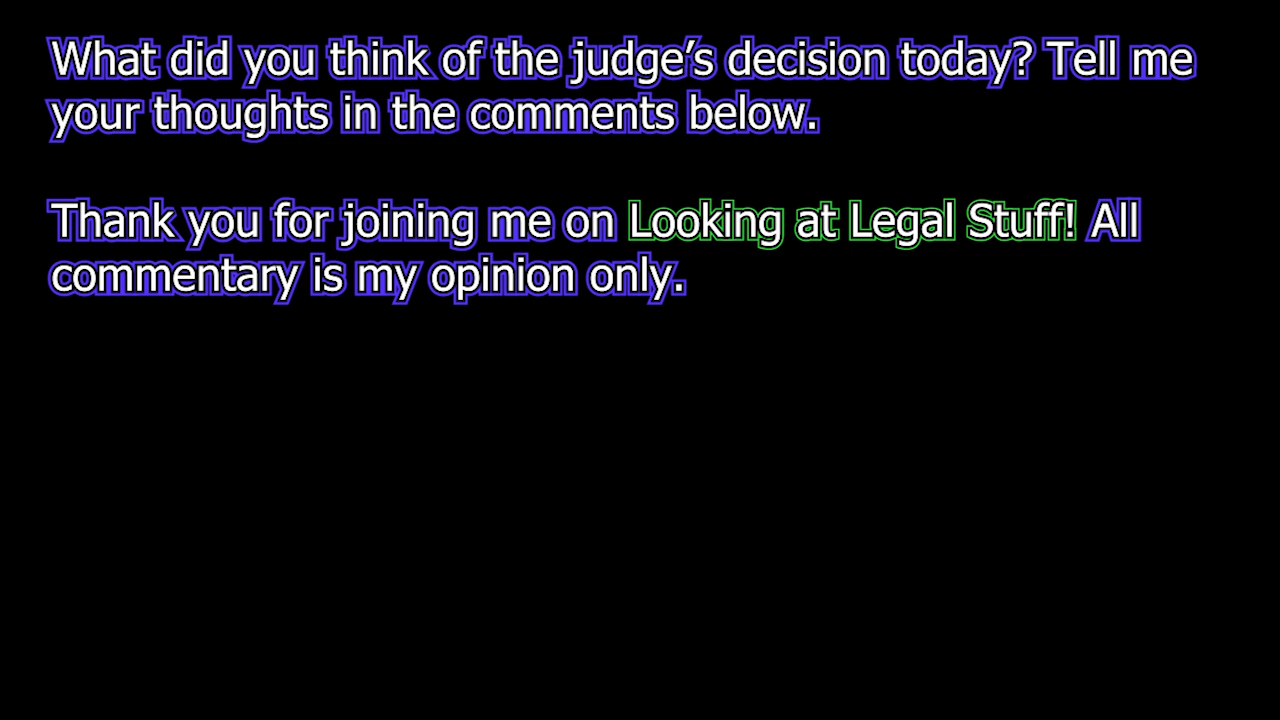 What did you think of the judge’s decision today? Tell me
your thoughts in the comments below.
Thank you for joining me on Looking at Legal Stuff! All
commentary is my opinion only.